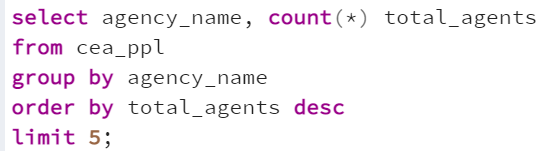 select agency_name, count(*) total_agents
from cea_ppl
group by agency_name
order by total_agents desc
limit 5;